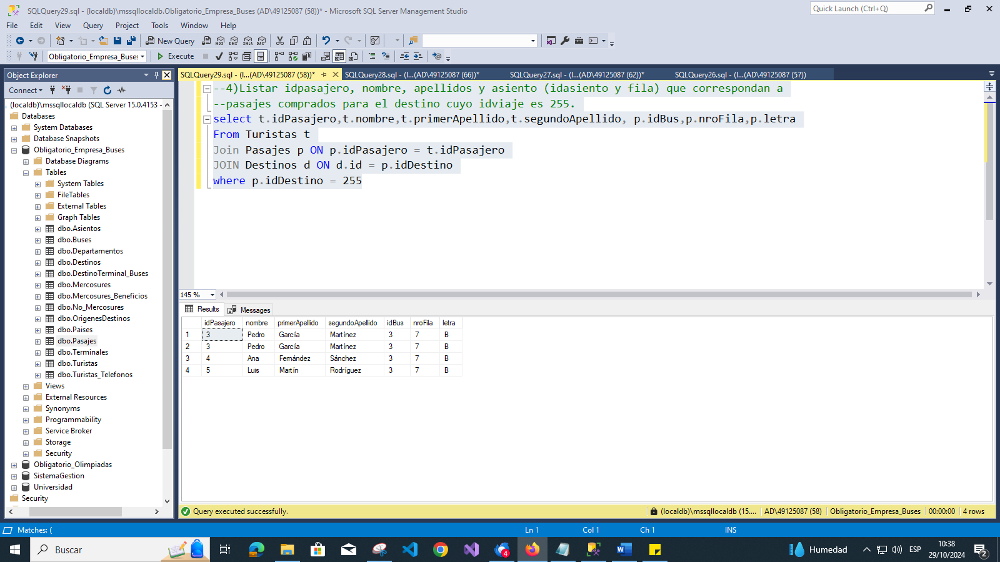 SQLQuery29.sql - (localdb)\mssqllocaldb.Obligatorio_Empresa_Buses (AD\49125087 (58))* - Microsoft SQL Server Management Studio
Quick Launch (Ctrl+Q)
File Edit View Query Project Tools Window Help
New Query MDX DMX XMLA DAX
Obligatorio_Empresa_Buses Execute
Object Explorer
Connect
(localdb)\mssqllocaldb (SQL Server 15.0.4153 -
Databases
System Databases
Database Snapshots
Obligatorio_Empresa_Buses
Database Diagrams
Tables
System Tables
FileTables
External Tables
Graph Tables
dbo.Asientos
dbo.Buses
dbo.Departamentos
dbo.Destinos
dbo.DestinoTerminal_Buses
dbo.Mercosures
dbo.Mercosures_Beneficios
dbo.No_Mercosures
dbo.OrigenesDestinos
dbo.Paises
dbo.Pasajes
dbo.Terminales
dbo.Turistas
dbo.Turistas_Telefonos
Views
External Resources
Synonyms
Programmability
Service Broker
Storage
Security
Obligatorio_Olimpiadas
SistemaGestion
Universidad
Security
SQLQuery29.sql - (l...(AD\49125087 (58))* SQLQuery28.sql - (l...(AD\49125087 (66))* SQLQuery27.sql - (l...(AD\49125087 (62))* SQLQuery26.sql - (l...(AD\49125087 (57))
--4)Listar idpasajero, nombre, apellidos y asiento (idasiento y fila) que correspondan a
--pasajes comprados para el destino cuyo idviaje es 255.
select t.idPasajero,t.nombre,t.primerApellido,t.segundoApellido, p.idBus,p.nroFila,p.letra
From Turistas t
Join Pasajes p ON p.idPasajero = t.idPasajero
JOIN Destinos d ON d.id = p.idDestino
where p.idDestino = 255
145 %
Results Messages
idPasajero nombre primerApellido segundoApellido idBus nroFila letra
1 3 Pedro García Martínez 3 7 B
2 3 Pedro García Martínez 3 7 B
3 4 Ana Fernández Sánchez 3 7 B
4 5 Luis Martín Rodríguez 3 7 B
Query executed successfully. (localdb)\mssqllocaldb (15.... AD\49125087 (58) Obligatorio_Empresa_Buses 00:00:00 4 rows
Matches: ( Ln 1 Col 1 Ch 1 INS
Buscar 4 Humedad ESP 10:38
29/10/2024 2